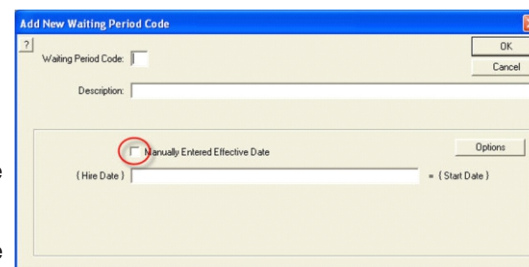 Add New Waiting Period Code
?
Waiting Period Code:
OK
Cancel
Description:
Manually Entered Effective Date
Options
{ Hire Date }
= { Start Date }
e
e